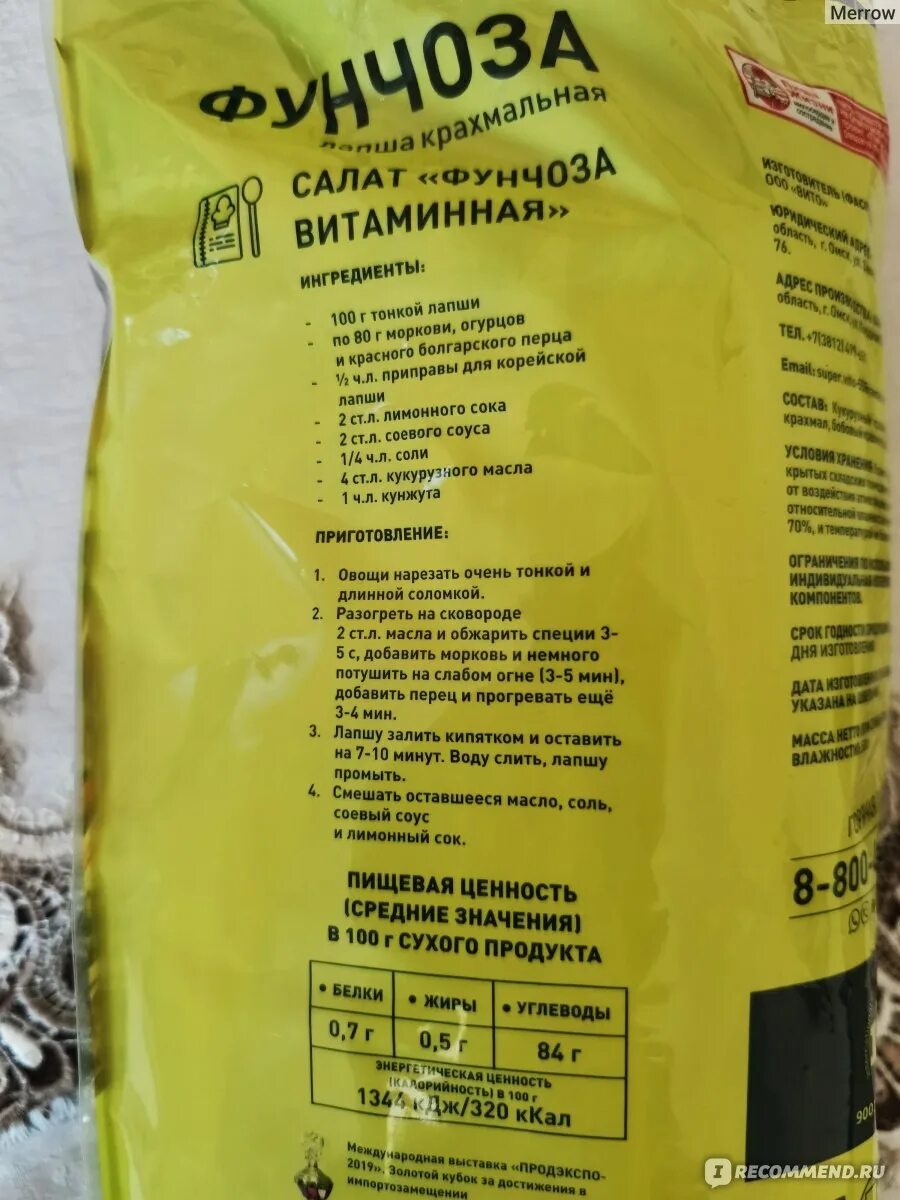 Merrow
ФУНЧОЗА
лапша крахмальная
САЛАТ «ФУНЧОЗА
ВИТАМИННАЯ»
ИНГРЕДИЕНТЫ:
- 100 г тонкой лапши
- по 80 г моркови, огурцов
и красного болгарского перца
- ½ ч.л. приправы для корейской
лапши
- 2 ст.л. лимонного сока
- 2 ст.л. соевого соуса
- 1/4 ч.л. соли
- 4 ст.л. кукурузного масла
- 1 ч.л. кунжута
ПРИГОТОВЛЕНИЕ:
1. Овощи нарезать очень тонкой и
длинной соломкой.
2. Разогреть на сковороде
2 ст.л. масла и обжарить специи 3-
5 с, добавить морковь и немного
потушить на слабом огне (3-5 мин),
добавить перец и прогревать ещё
3-4 мин.
3. Лапшу залить кипятком и оставить
на 7-10 минут. Воду слить, лапшу
промыть.
4. Смешать оставшееся масло, соль,
соевый соус
и лимонный сок.
ПИЩЕВАЯ ЦЕННОСТЬ
(СРЕДНИЕ ЗНАЧЕНИЯ)
В 100 г СУХОГО ПРОДУКТА
• БЕЛКИ • ЖИРЫ • УГЛЕВОДЫ
0,7 г 0,5 г 84 г
ЭНЕРГЕТИЧЕСКАЯ ЦЕННОСТЬ
(КАЛОРИЙНОСТЬ) В 100 г
1344 кДж/320 кКал
Международная выставка «ПРОДЭКСПО-
2019». Золотой кубок за достижения в
импортозамещении
ИЗГОТОВИТЕЛЬ
ООО «ВИТО»
ЮРИДИЧЕСКИЙ
область, г. Омск, ул.
76.
АДРЕС
область, г. Омск
ТЕЛ. +7(3812)
Email:
СОСТАВ:
крахмал,
УСЛОВИЯ ХРАНЕНИЯ
крытых складских
от воздействия
относительной
70%, и
ОГРАНИЧЕНИЯ
ИНДИВИДУАЛЬНАЯ
КОМПОНЕНТОВ.
СРОК ГОДНОСТИ
ДНЯ ИЗГОТОВЛЕНИЯ
ДАТА ИЗГОТОВЛЕНИЯ
УКАЗАНА НА
МАССА НЕТТО
8-800-
900
IRECOMMEND.RU